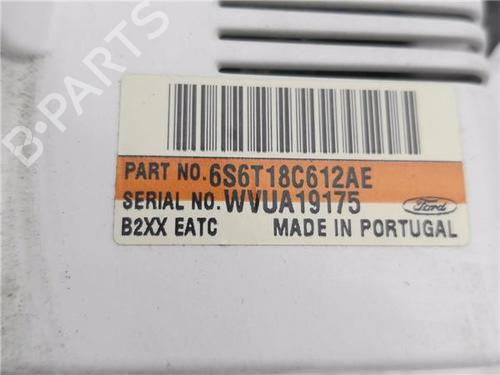 PART NO. 6S6T18C612AE
SERIAL NO. WVUA19175
Ford
B2XX EATC MADE IN PORTUGAL
B-PARTS